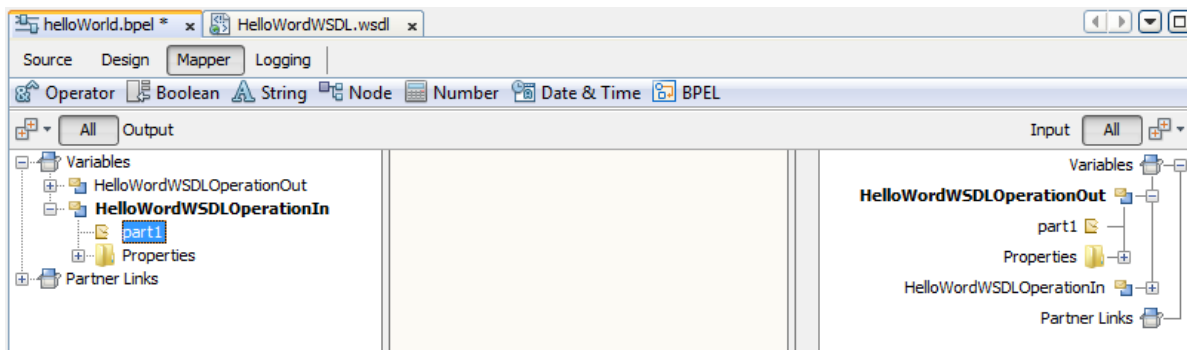 helloWorld.bpel * x HelloWordWSDL.wsdl x
Source Design Mapper Logging
Operator Boolean String Node Number Date & Time BPEL
All Output Input All
Variables Variables
HelloWordWSDLOperationOut HelloWordWSDLOperationOut
HelloWordWSDLOperationIn part1
part1 Properties
Properties HelloWordWSDLOperationIn
Partner Links Partner Links